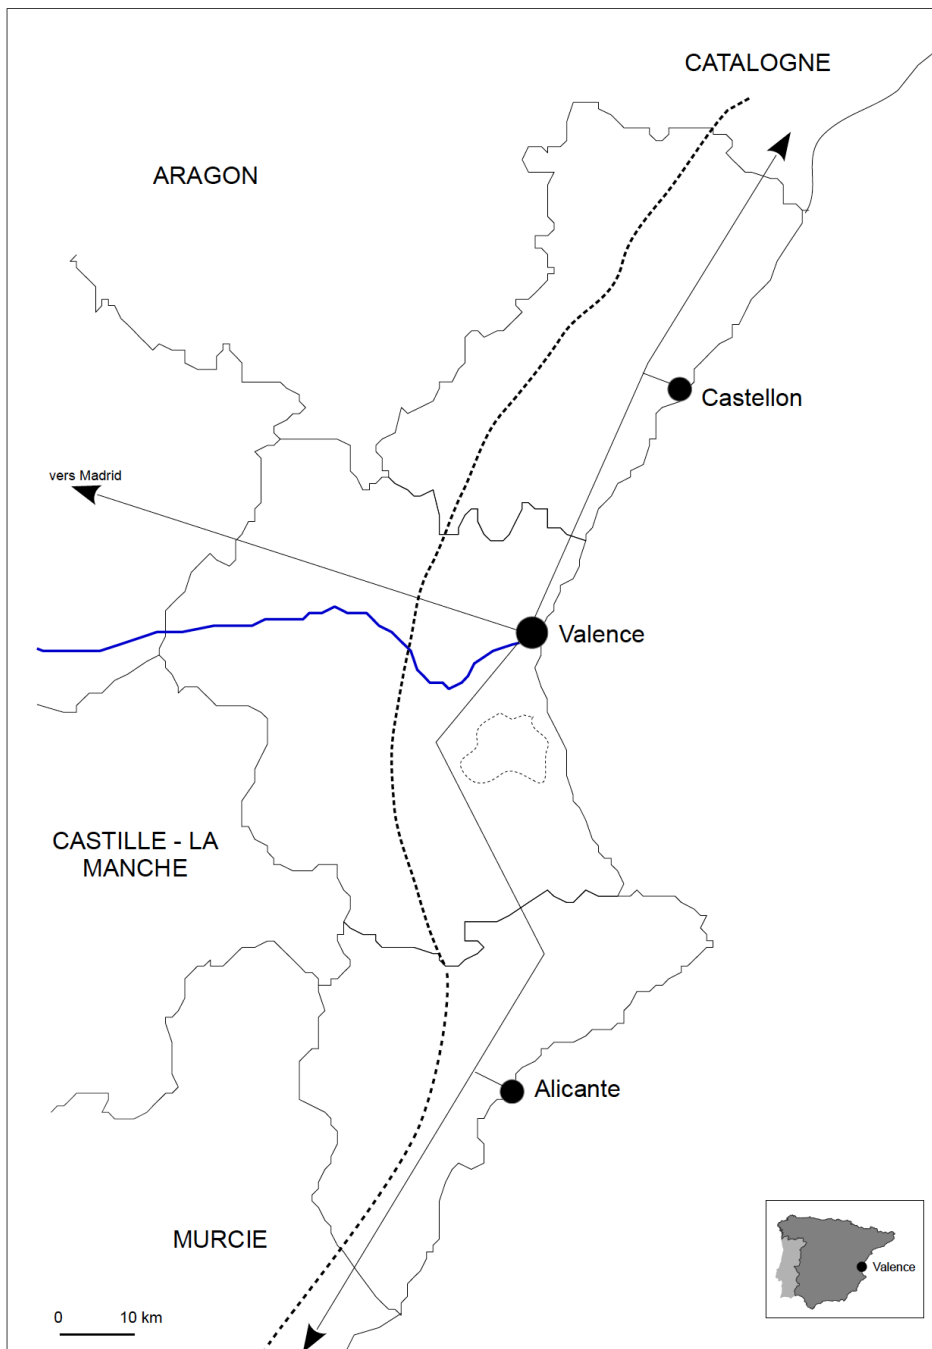 CATALOGNE
ARAGON
Castellon
vers Madrid
Valence
CASTILLE - LA
MANCHE
Alicante
MURCIE
Valence
0 10 km